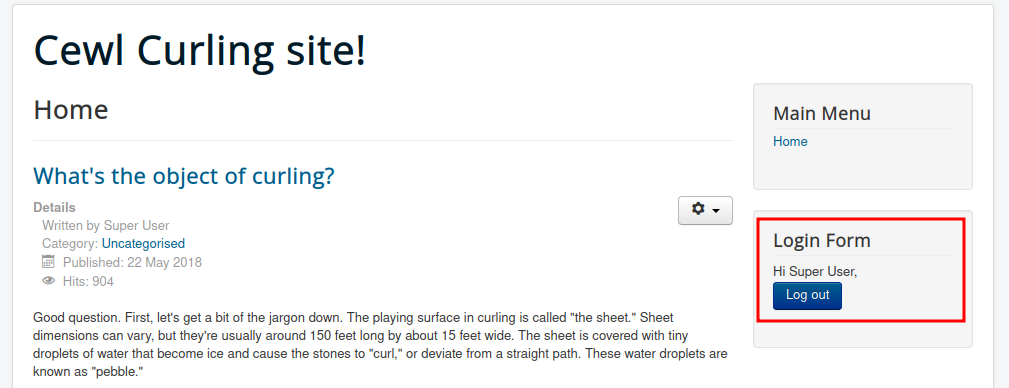 Cewl Curling site!
Home
What's the object of curling?
Details
Written by Super User
Category: Uncategorised
Published: 22 May 2018
Hits: 904
Good question. First, let's get a bit of the jargon down. The playing surface in curling is called "the sheet." Sheet
dimensions can vary, but they're usually around 150 feet long by about 15 feet wide. The sheet is covered with tiny
droplets of water that become ice and cause the stones to "curl," or deviate from a straight path. These water droplets are
known as "pebble."
Main Menu
Home
Login Form
Hi Super User,
Log out